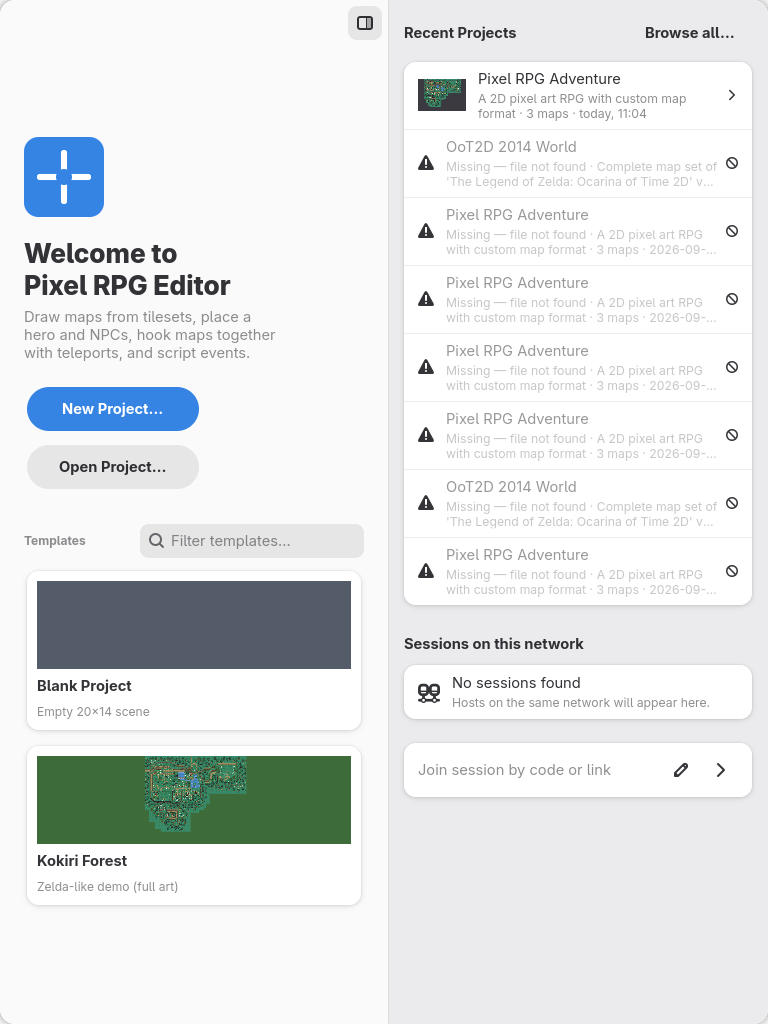 Welcome to
Pixel RPG Editor
Draw maps from tilesets, place a
hero and NPCs, hook maps together
with teleports, and script events.
New Project…
Open Project…
Templates
Filter templates…
Blank Project
Empty 20×14 scene
Kokiri Forest
Zelda-like demo (full art)
Recent Projects
Browse all…
Pixel RPG Adventure
A 2D pixel art RPG with custom map
format · 3 maps · today, 11:04
OoT2D 2014 World
Missing — file not found · Complete map set of
'The Legend of Zelda: Ocarina of Time 2D' v…
Pixel RPG Adventure
Missing — file not found · A 2D pixel art RPG
with custom map format · 3 maps · 2026-09-…
Pixel RPG Adventure
Missing — file not found · A 2D pixel art RPG
with custom map format · 3 maps · 2026-09-…
Pixel RPG Adventure
Missing — file not found · A 2D pixel art RPG
with custom map format · 3 maps · 2026-09-…
Pixel RPG Adventure
Missing — file not found · A 2D pixel art RPG
with custom map format · 3 maps · 2026-09-…
OoT2D 2014 World
Missing — file not found · Complete map set of
'The Legend of Zelda: Ocarina of Time 2D' v…
Pixel RPG Adventure
Missing — file not found · A 2D pixel art RPG
with custom map format · 3 maps · 2026-09-…
Sessions on this network
No sessions found
Hosts on the same network will appear here.
Join session by code or link